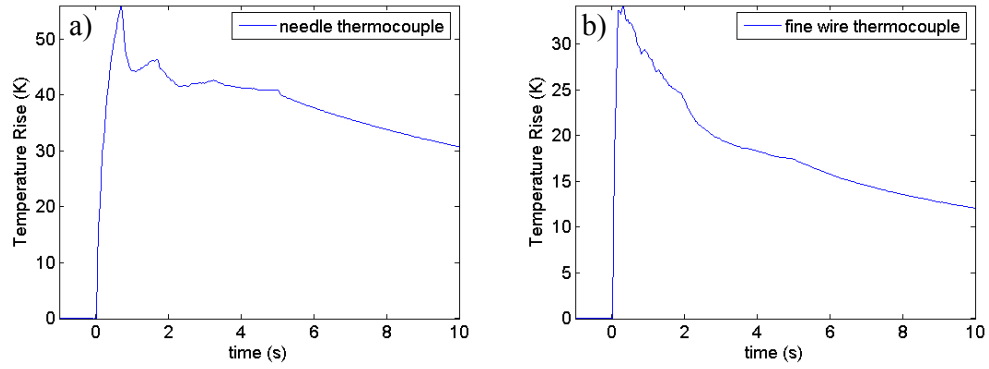 a)
needle thermocouple
Temperature Rise (K)
50
40
30
20
10
0
0 2 4 6 8 10
time (s)
b)
fine wire thermocouple
Temperature Rise (K)
30
25
20
15
10
5
0
0 2 4 6 8 10
time (s)